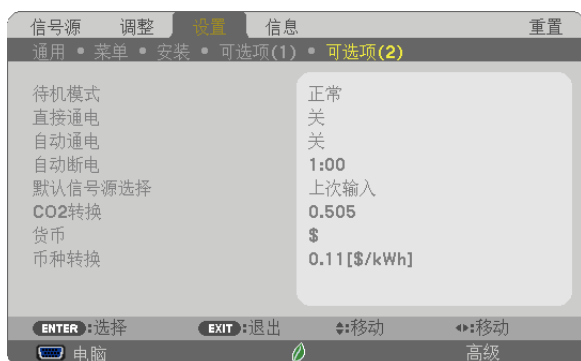 信号源 调整 设置 信息 重置
通用 • 菜单 • 安装 • 可选项(1) • 可选项(2)
待机模式 正常
直接通电 关
自动通电 关
自动断电 1:00
默认信号源选择 上次输入
CO2转换 0.505
货币 $
币种转换 0.11[$/kWh]
ENTER:选择 EXIT:退出 :移动 :移动
电脑 高级